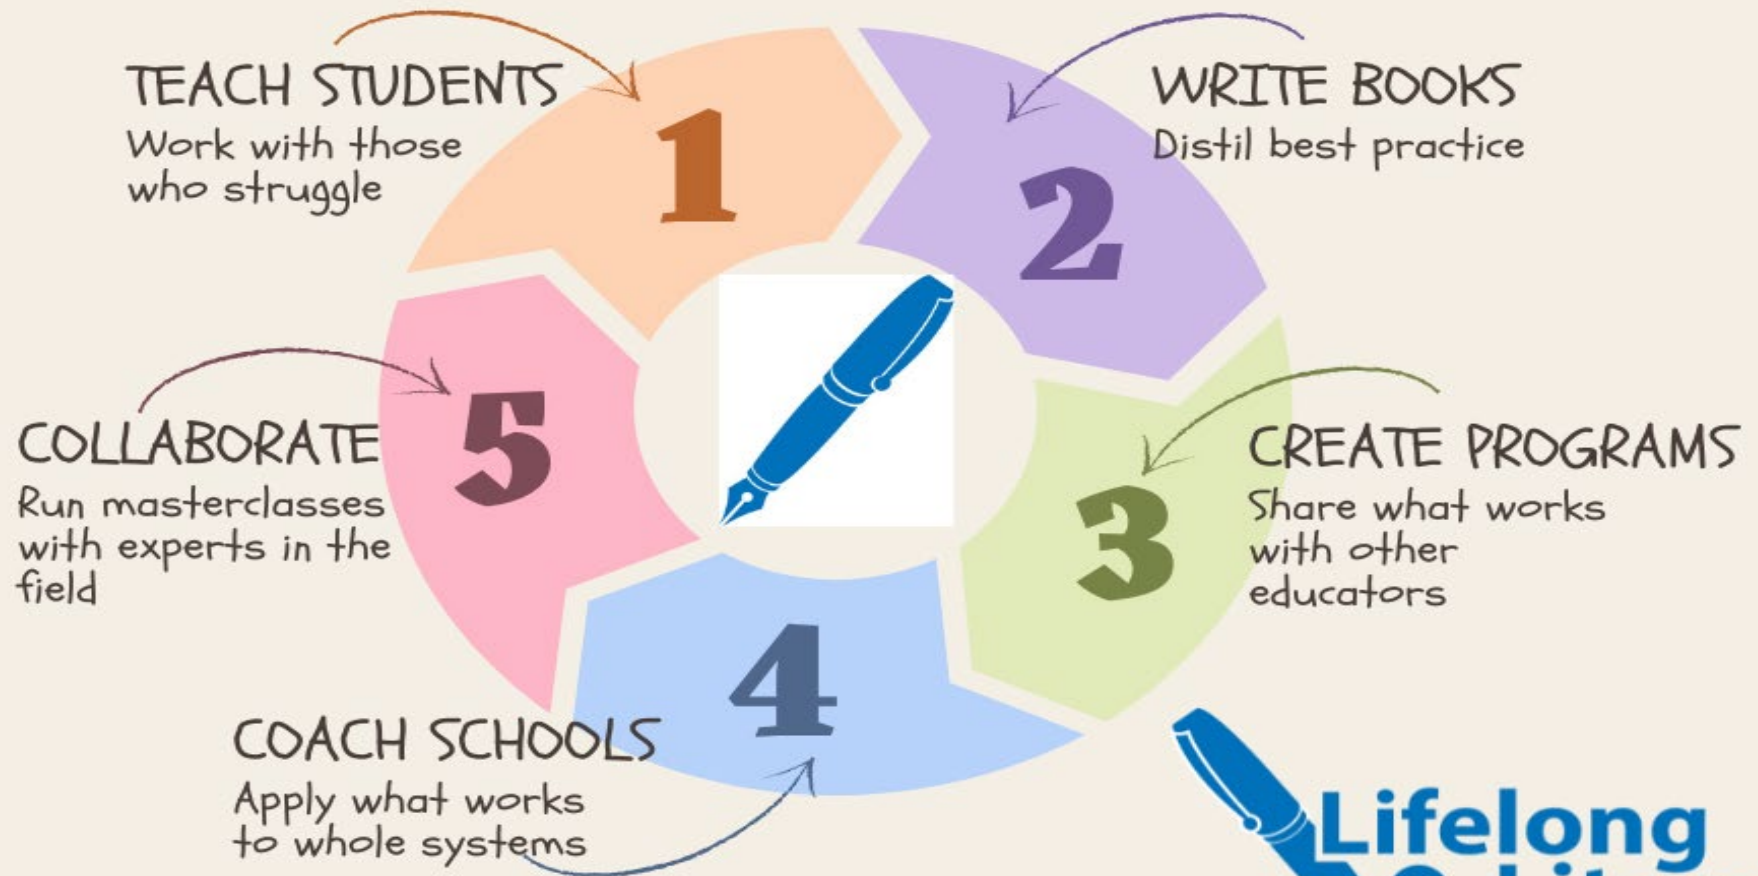 TEACH STUDENTS
Work with those
who struggle
1
WRITE BOOKS
Distil best practice
2
CREATE PROGRAMS
Share what works
with other
educators
3
COACH SCHOOLS
Apply what works
to whole systems
4
COLLABORATE
Run masterclasses
with experts in the
field
5
Lifelong